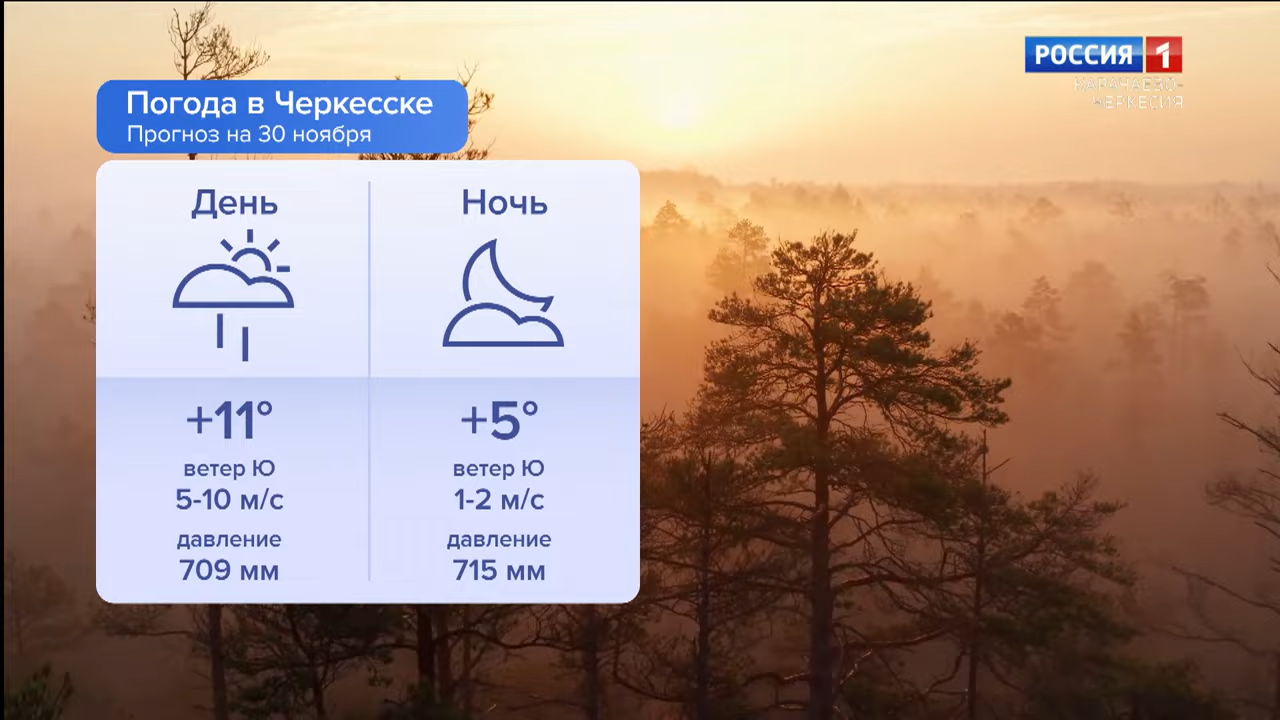 РОССИЯ 1
КАРАЧАЕВО-
ЧЕРКЕСИЯ
Погода в Черкесске
Прогноз на 30 ноября
День
Ночь
+11°
+5°
ветер Ю
ветер Ю
5-10 м/с
1-2 м/с
давление
давление
709 мм
715 мм